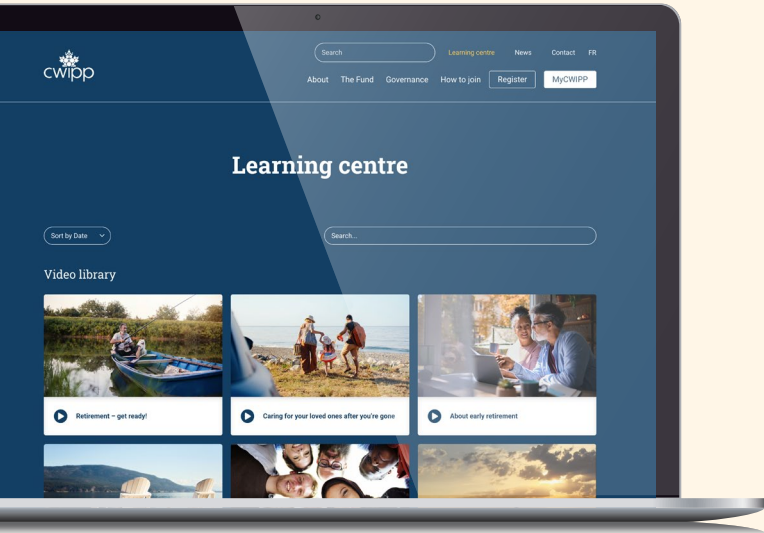 cwipp
Search
Learning centre
News
Contact
FR
About
The Fund
Governance
How to join
Register
MyCWIPP
Learning centre
Sort by Date
Search...
Video library
Retirement – get ready!
Caring for your loved ones after you're gone
About early retirement